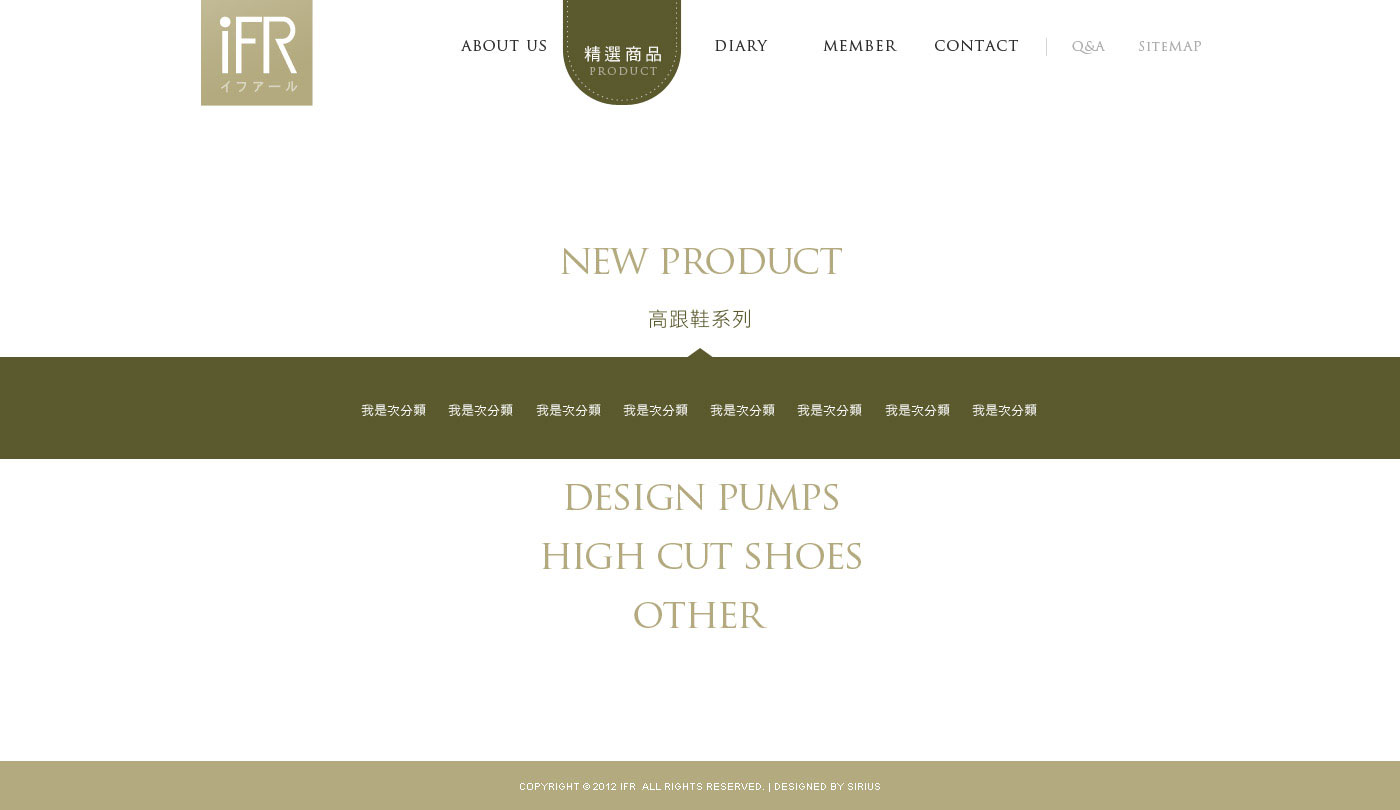 iFR
イファール
ABOUT US
精選商品
PRODUCT
DIARY
MEMBER
CONTACT
Q&A
SITEMAP
NEW PRODUCT
高跟鞋系列
我是次分類 我是次分類 我是次分類 我是次分類 我是次分類 我是次分類 我是次分類 我是次分類
DESIGN PUMPS
HIGH CUT SHOES
OTHER
COPYRIGHT © 2012 IFR ALL RIGHTS RESERVED. | DESIGNED BY SIRIUS